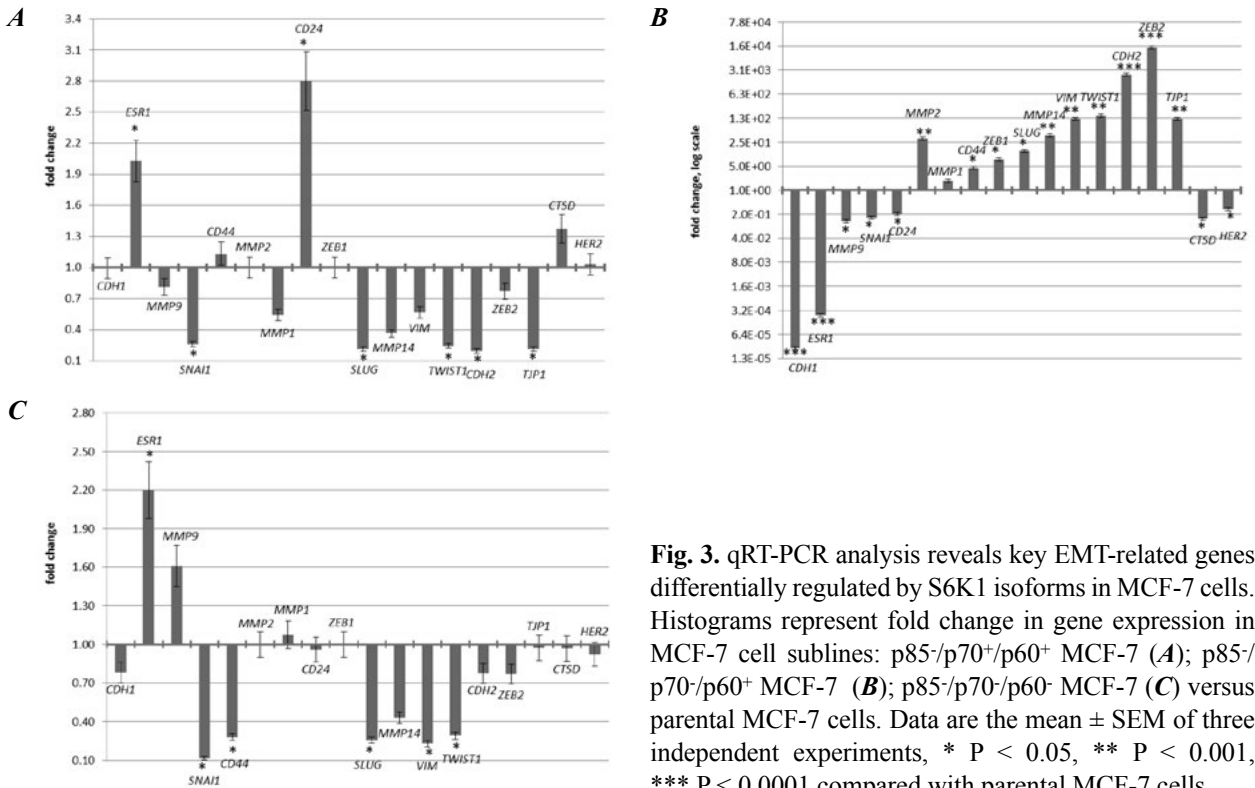 A
fold change
3.4
3.1
2.8
2.5
2.2
1.9
1.6
1.3
1.0
0.7
0.4
0.1
CDH1
ESR1
*
MMP9
SNAI1
*
CD44
MMP2
MMP1
CD24
*
ZEB1
SLUG
*
MMP14
VIM
TWIST1
*
CDH2
*
ZEB2
TJP1
*
CTSD
HER2
B
fold change, log scale
7.8E+04
1.6E+04
3.1E+03
6.3E+02
1.3E+02
2.5E+01
5.0E+00
1.0E+00
2.0E-01
4.0E-02
8.0E-03
1.6E-03
3.2E-04
6.4E-05
1.3E-05
CDH1
***
ESR1
***
MMP9
*
SNAI1
*
CD24
*
MMP2
**
MMP1
CD44
*
ZEB1
*
SLUG
*
MMP14
**
VIM
**
TWIST1
**
CDH2
***
ZEB2
***
TJP1
**
CTSD
*
HER2
*
C
fold change
2.80
2.50
2.20
1.90
1.60
1.30
1.00
0.70
0.40
0.10
CDH1
ESR1
*
MMP9
SNAI1
*
CD44
*
MMP2
MMP1
CD24
ZEB1
SLUG
*
MMP14
VIM
*
TWIST1
*
CDH2
ZEB2
TJP1
CTSD
HER2
Fig. 3. qRT-PCR analysis reveals key EMT-related genes
differentially regulated by S6K1 isoforms in MCF-7 cells.
Histograms represent fold change in gene expression in
MCF-7 cell sublines: p85⁻/p70⁺/p60⁺ MCF-7 (A); p85⁻/
p70⁻/p60⁺ MCF-7 (B); p85⁻/p70⁻/p60⁻ MCF-7 (C) versus
parental MCF-7 cells. Data are the mean ± SEM of three
independent experiments, * P < 0.05, ** P < 0.001,
*** P < 0.0001 compared with parental MCF-7 cells